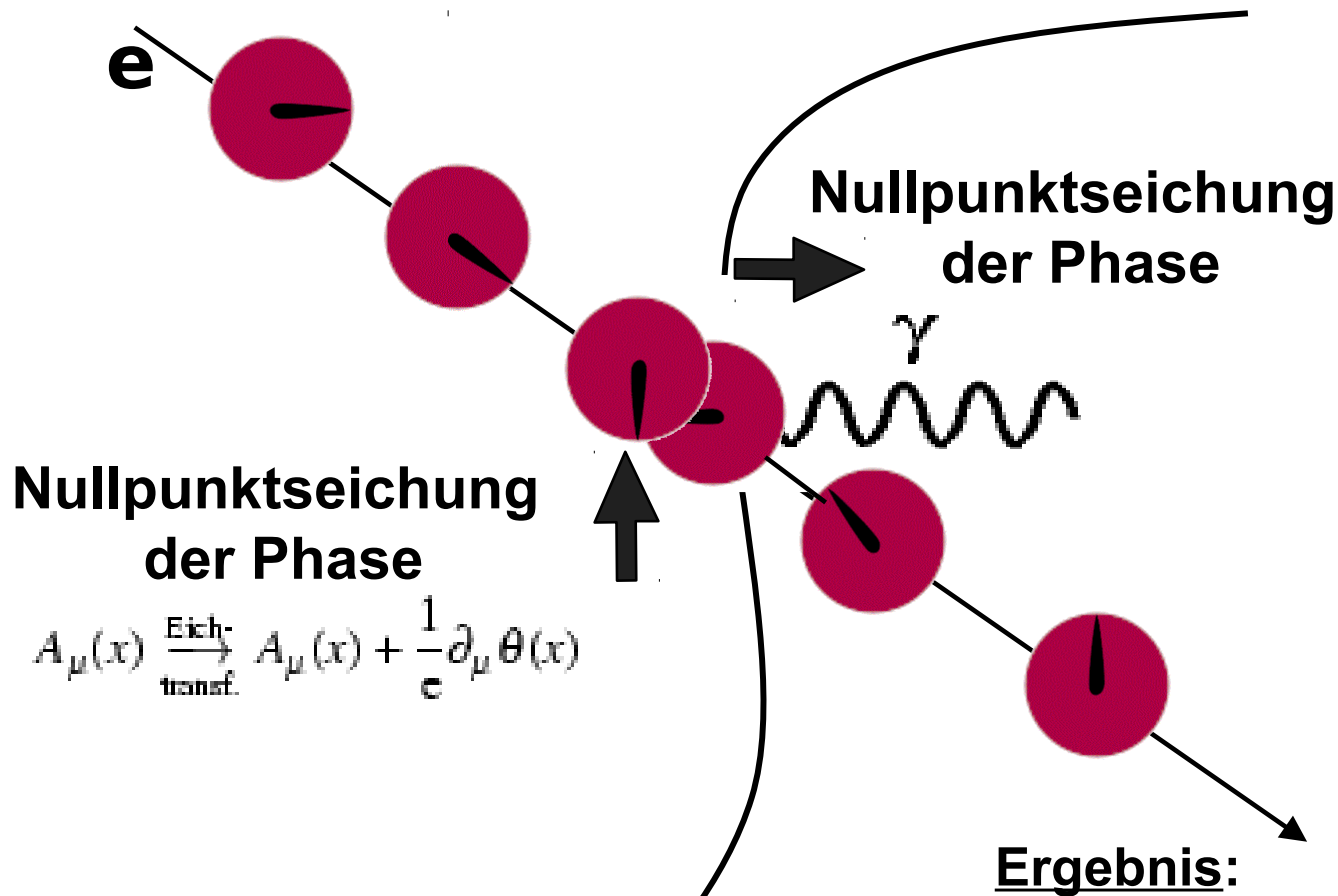 e
Nullpunktseichung
der Phase
γ
Nullpunktseichung
der Phase
A_μ(x) Eich-⟶transf. A_μ(x) + 1/e ∂_μ θ(x)
Ergebnis: